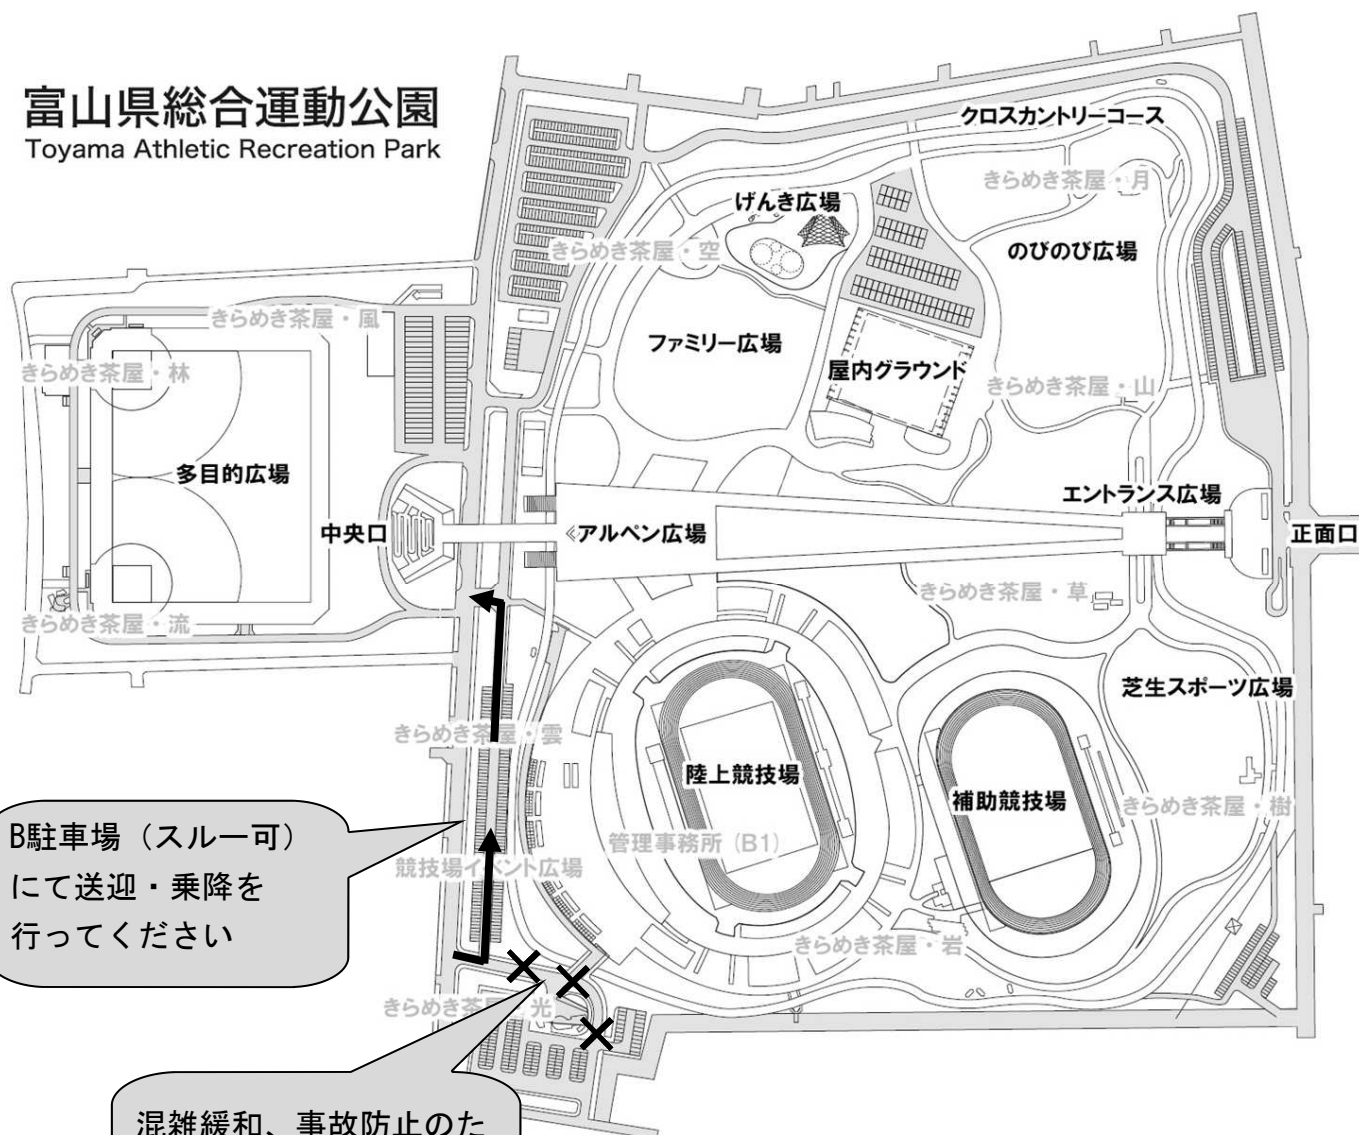 富山県総合運動公園
Toyama Athletic Recreation Park
クロスカントリーコース
きらめき茶屋・月
げんき広場
きらめき茶屋・空
のびのび広場
きらめき茶屋・風
ファミリー広場
きらめき茶屋・林
屋内グラウンド
きらめき茶屋・山
多目的広場
エントランス広場
中央口
≪アルペン広場
正面口
きらめき茶屋・草
きらめき茶屋・流
芝生スポーツ広場
きらめき茶屋・雲
陸上競技場
補助競技場
きらめき茶屋・樹
管理事務所 (B1)
競技場イベント広場
B駐車場（スルー可）
にて送迎・乗降を
行ってください
きらめき茶屋・岩
きらめき茶屋・光
混雑緩和、事故防止のた